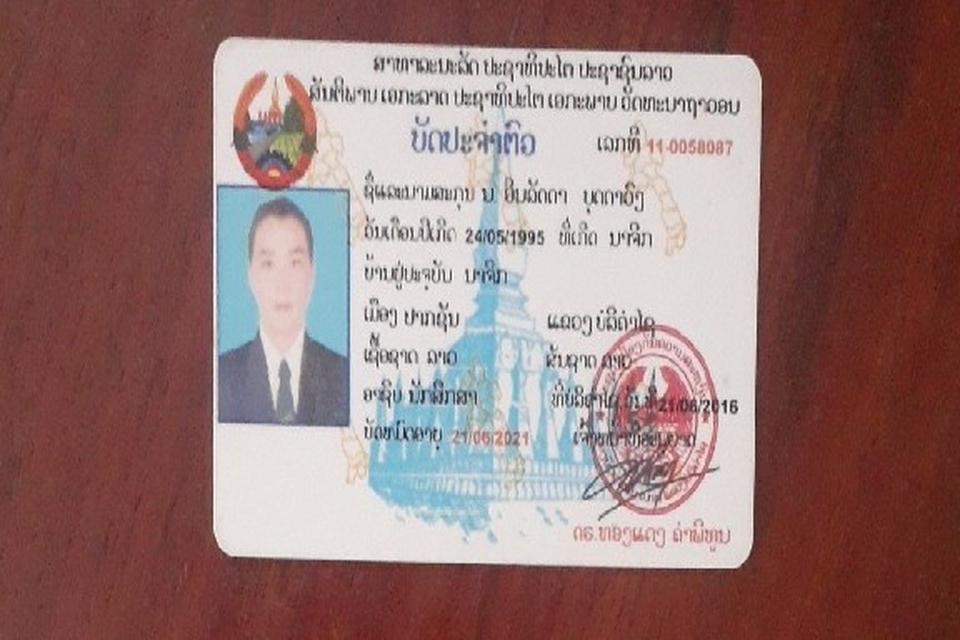 ສາທາລະນະລັດ ປະຊາທິປະໄຕ ປະຊາຊົນລາວ
ສັນຕິພາບ ເອກະລາດ ປະຊາທິປະໄຕ ເອກະພາບ ວັດທະນາຖາວອນ
ບັດປະຈຳຕົວ ເລກທີ 11-0058087
ຊື່ແລະນາມສະກຸນ ນ ອິນລັດດາ ບຸດດາວົງ
ວັນເດືອນປີເກີດ 24/05/1995 ທີ່ເກີດ ນາຈິກ
ບ້ານຢູ່ປະຈຸບັນ ນາຈິກ
ເມືອງ ປາກຊັນ ແຂວງ ບໍລິຄຳໄຊ
ເຊື້ອຊາດ ລາວ ສັນຊາດ ລາວ
ອາຊີບ ນັກສຶກສາ ທີ່ບໍລິຄຳໄຊ ວັນທີ 21/06/2016
ບັດໝົດອາຍຸ 21/06/2021 ເຈົ້າໜ້າທີ່ອອກບັດ
ດຣ.ທອງແດງ ຄຳພິທູນ